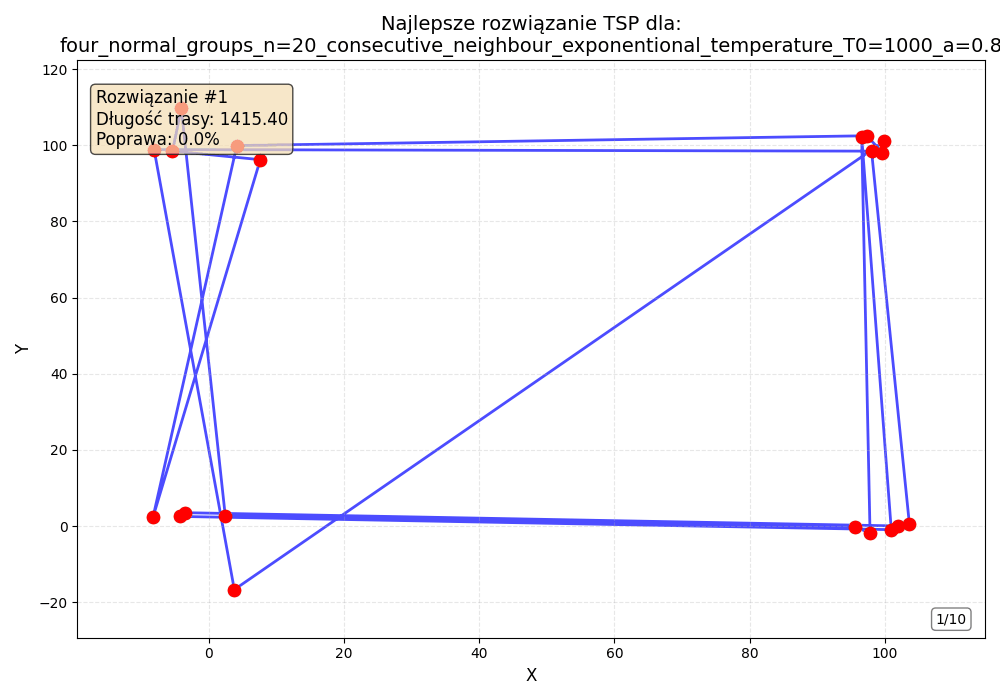 Najlepsze rozwiązanie TSP dla:
four_normal_groups_n=20_consecutive_neighbour_exponentional_temperature_T0=1000_a=0.8
120
100
80
60
40
20
0
−20
Y
Rozwiązanie #1
Długość trasy: 1415.40
Poprawa: 0.0%
1/10
0 20 40 60 80 100
X